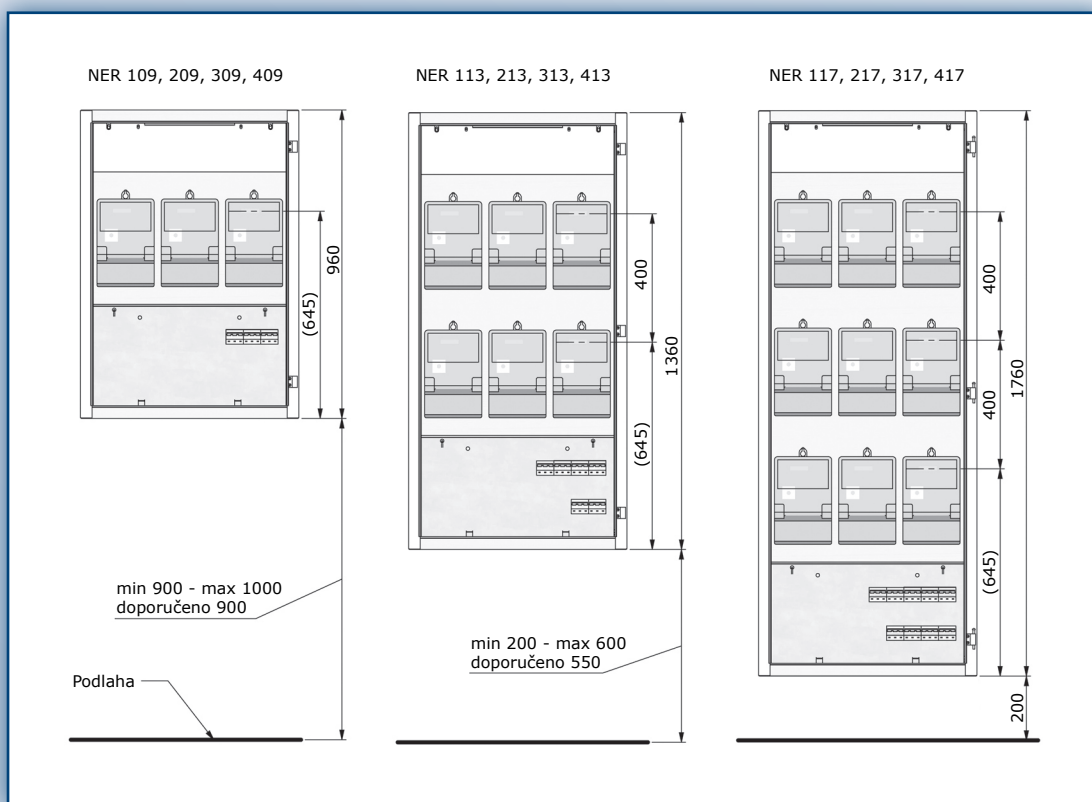 NER 109, 209, 309, 409
960
(645)
min 900 - max 1000
doporučeno 900
Podlaha
NER 113, 213, 313, 413
400
1360
(645)
min 200 - max 600
doporučeno 550
NER 117, 217, 317, 417
400
1760
400
(645)
200